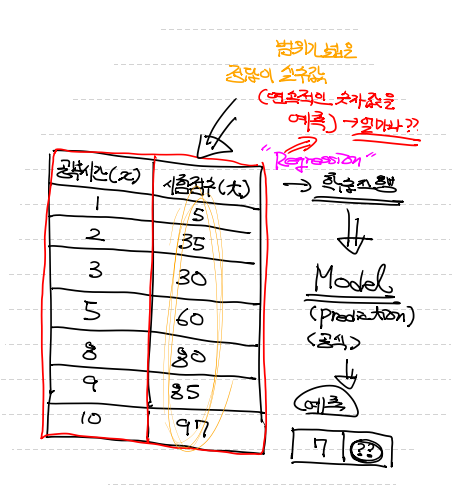 범위가 넓은
정답이 실수값
(연속적인 숫자값을
예측) → 얼마나??
"Regression"
공부시간(x) 시험점수(t)
→ 학습진행
1 5
2 35
3 30
5 60
8 80
9 85
10 97
Model
(prediction)
(공식)
예측
7 ??